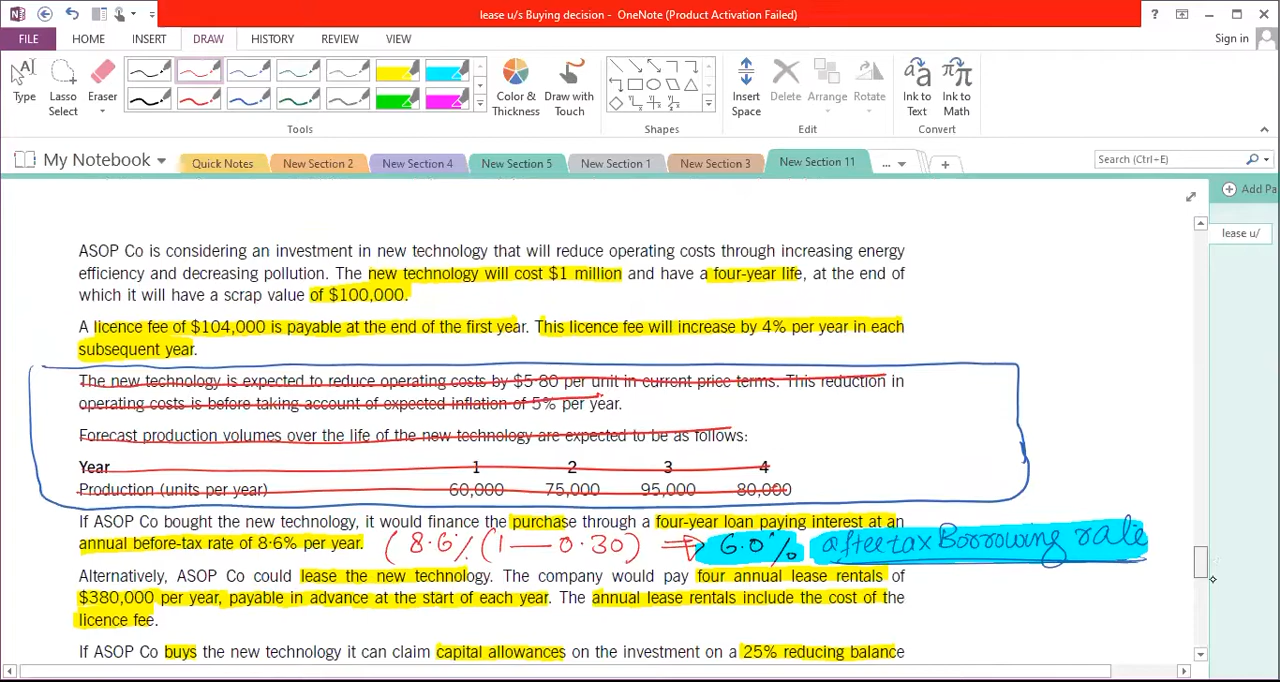 lease u/s Buying decision - OneNote (Product Activation Failed)
FILE HOME INSERT DRAW HISTORY REVIEW VIEW
Sign in
Type Lasso Select Eraser
Color & Thickness Draw with Touch
Insert Space Delete Arrange Rotate
Ink to Text Ink to Math
Tools Shapes Edit Convert
My Notebook Quick Notes New Section 2 New Section 4 New Section 5 New Section 1 New Section 3 New Section 11 ... Search (Ctrl+E)
Add Pa
lease u/
ASOP Co is considering an investment in new technology that will reduce operating costs through increasing energy
efficiency and decreasing pollution. The new technology will cost $1 million and have a four-year life, at the end of
which it will have a scrap value of $100,000.
A licence fee of $104,000 is payable at the end of the first year. This licence fee will increase by 4% per year in each
subsequent year.
The new technology is expected to reduce operating costs by $5·80 per unit in current price terms. This reduction in
operating costs is before taking account of expected inflation of 5% per year.
Forecast production volumes over the life of the new technology are expected to be as follows:
Year 1 2 3 4
Production (units per year) 60,000 75,000 95,000 80,000
If ASOP Co bought the new technology, it would finance the purchase through a four-year loan paying interest at an
annual before-tax rate of 8·6% per year. (8.6% (1 — 0.30) ⇒ 6.0% aftertax Borrowing rate
Alternatively, ASOP Co could lease the new technology. The company would pay four annual lease rentals of
$380,000 per year, payable in advance at the start of each year. The annual lease rentals include the cost of the
licence fee.
If ASOP Co buys the new technology it can claim capital allowances on the investment on a 25% reducing balance